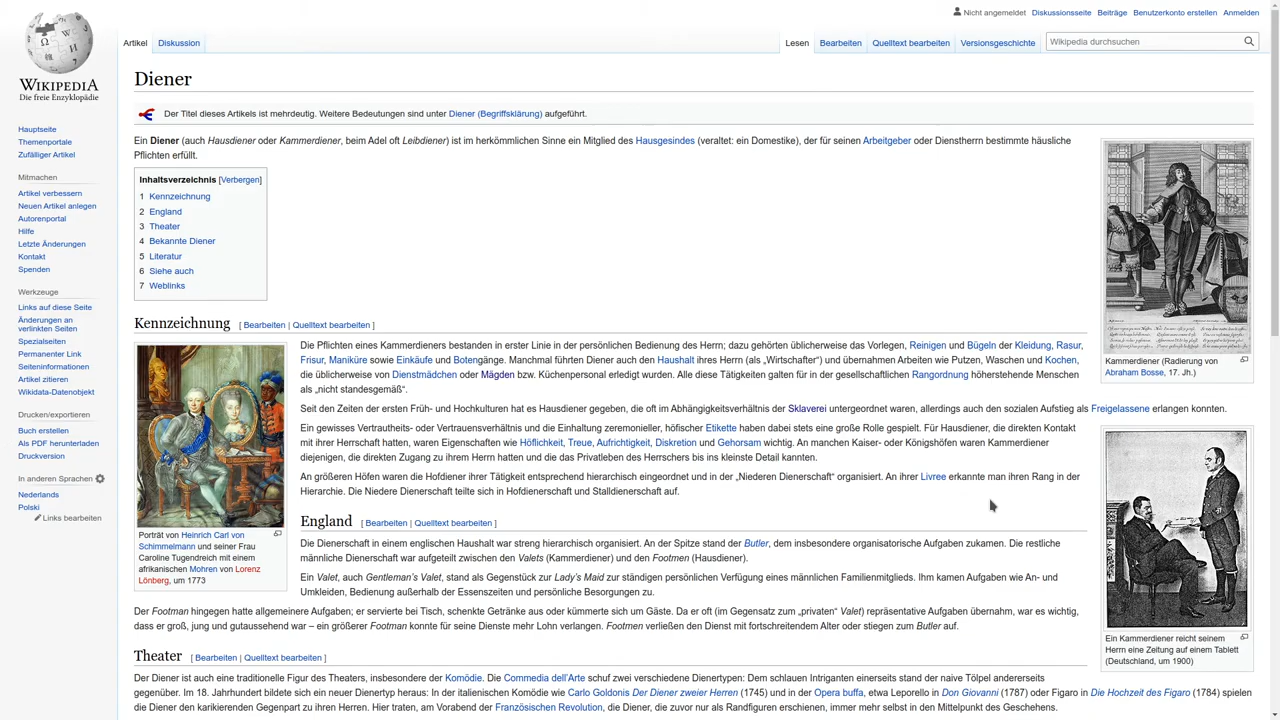 Nicht angemeldet Diskussionsseite Beiträge Benutzerkonto erstellen Anmelden
Artikel Diskussion Lesen Bearbeiten Quelltext bearbeiten Versionsgeschichte Wikipedia durchsuchen
WIKIPEDIA
Die freie Enzyklopädie
Hauptseite
Themenportale
Zufälliger Artikel
Mitmachen
Artikel verbessern
Neuen Artikel anlegen
Autorenportal
Hilfe
Letzte Änderungen
Kontakt
Spenden
Werkzeuge
Links auf diese Seite
Änderungen an
verlinkten Seiten
Spezialseiten
Permanenter Link
Seiteninformationen
Artikel zitieren
Wikidata-Datenobjekt
Drucken/exportieren
Buch erstellen
Als PDF herunterladen
Druckversion
In anderen Sprachen
Nederlands
Polski
Links bearbeiten
Diener
Der Titel dieses Artikels ist mehrdeutig. Weitere Bedeutungen sind unter Diener (Begriffsklärung) aufgeführt.
Ein Diener (auch Hausdiener oder Kammerdiener, beim Adel oft Leibdiener) ist im herkömmlichen Sinne ein Mitglied des Hausgesindes (veraltet: ein Domestike), der für seinen Arbeitgeber oder Dienstherrn bestimmte häusliche
Pflichten erfüllt.
Inhaltsverzeichnis [Verbergen]
1 Kennzeichnung
2 England
3 Theater
4 Bekannte Diener
5 Literatur
6 Siehe auch
7 Weblinks
Kammerdiener (Radierung von
Abraham Bosse, 17. Jh.)
Kennzeichnung [ Bearbeiten | Quelltext bearbeiten ]
Die Pflichten eines Kammerdieners bestanden in erster Linie in der persönlichen Bedienung des Herrn; dazu gehörten üblicherweise das Vorlegen, Reinigen und Bügeln der Kleidung, Rasur,
Frisur, Maniküre sowie Einkäufe und Botengänge. Manchmal führten Diener auch den Haushalt ihres Herrn (als „Wirtschafter“) und übernahmen Arbeiten wie Putzen, Waschen und Kochen,
die üblicherweise von Dienstmädchen oder Mägden bzw. Küchenpersonal erledigt wurden. Alle diese Tätigkeiten galten für in der gesellschaftlichen Rangordnung höherstehende Menschen
als „nicht standesgemäß“.
Seit den Zeiten der ersten Früh- und Hochkulturen hat es Hausdiener gegeben, die oft im Abhängigkeitsverhältnis der Sklaverei untergeordnet waren, allerdings auch den sozialen Aufstieg als Freigelassene erlangen konnten.
Ein gewisses Vertrautheits- oder Vertrauensverhältnis und die Einhaltung zeremonieller, höfischer Etikette haben dabei stets eine große Rolle gespielt. Für Hausdiener, die direkten Kontakt
mit ihrer Herrschaft hatten, waren Eigenschaften wie Höflichkeit, Treue, Aufrichtigkeit, Diskretion und Gehorsam wichtig. An manchen Kaiser- oder Königshöfen waren Kammerdiener
diejenigen, die direkten Zugang zu ihrem Herrn hatten und die das Privatleben des Herrschers bis ins kleinste Detail kannten.
An größeren Höfen waren die Hofdiener ihrer Tätigkeit entsprechend hierarchisch eingeordnet und in der „Niederen Dienerschaft“ organisiert. An ihrer Livree erkannte man ihren Rang in der
Hierarchie. Die Niedere Dienerschaft teilte sich in Hofdienerschaft und Stalldienerschaft auf.
Porträt von Heinrich Carl von
Schimmelmann und seiner Frau
Caroline Tugendreich mit einem
afrikanischen Mohren von Lorenz
Lönberg, um 1773
England [ Bearbeiten | Quelltext bearbeiten ]
Die Dienerschaft in einem englischen Haushalt war streng hierarchisch organisiert. An der Spitze stand der Butler, dem insbesondere organisatorische Aufgaben zukamen. Die restliche
männliche Dienerschaft war aufgeteilt zwischen den Valets (Kammerdiener) und den Footmen (Hausdiener).
Ein Valet, auch Gentleman's Valet, stand als Gegenstück zur Lady's Maid zur ständigen persönlichen Verfügung eines männlichen Familienmitglieds. Ihm kamen Aufgaben wie An- und
Umkleiden, Bedienung außerhalb der Essenszeiten und persönliche Besorgungen zu.
Der Footman hingegen hatte allgemeinere Aufgaben; er servierte bei Tisch, schenkte Getränke aus oder kümmerte sich um Gäste. Da er oft (im Gegensatz zum „privaten“ Valet) repräsentative Aufgaben übernahm, war es wichtig,
dass er groß, jung und gutaussehend war – ein größerer Footman konnte für seine Dienste mehr Lohn verlangen. Footmen verließen den Dienst mit fortschreitendem Alter oder stiegen zum Butler auf.
Ein Kammerdiener reicht seinem
Herrn eine Zeitung auf einem Tablett
(Deutschland, um 1900)
Theater [ Bearbeiten | Quelltext bearbeiten ]
Der Diener ist auch eine traditionelle Figur des Theaters, insbesondere der Komödie. Die Commedia dell'Arte schuf zwei verschiedene Dienertypen: Dem schlauen Intriganten einerseits stand der naive Tölpel andererseits
gegenüber. Im 18. Jahrhundert bildete sich ein neuer Dienertyp heraus: In der italienischen Komödie wie Carlo Goldonis Der Diener zweier Herren (1745) und in der Opera buffa, etwa Leporello in Don Giovanni (1787) oder Figaro in Die Hochzeit des Figaro (1784) spielen
die Diener den karikierenden Gegenpart zu ihren Herrn. Hier traten, am Vorabend der Französischen Revolution, die Diener, die zuvor nur als Randfiguren erschienen, immer mehr selbst in den Mittelpunkt des Geschehens.